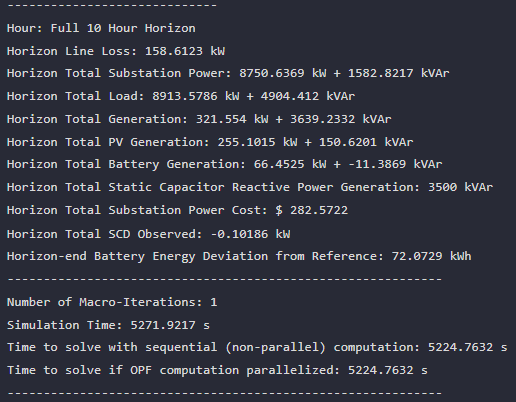 -----------------------------
Hour: Full 10 Hour Horizon
Horizon Line Loss: 158.6123 kW
Horizon Total Substation Power: 8750.6369 kW + 1582.8217 kVAr
Horizon Total Load: 8913.5786 kW + 4904.412 kVAr
Horizon Total Generation: 321.554 kW + 3639.2332 kVAr
Horizon Total PV Generation: 255.1015 kW + 150.6201 kVAr
Horizon Total Battery Generation: 66.4525 kW + -11.3869 kVAr
Horizon Total Static Capacitor Reactive Power Generation: 3500 kVAr
Horizon Total Substation Power Cost: $ 282.5722
Horizon Total SCD Observed: -0.10186 kW
Horizon-end Battery Energy Deviation from Reference: 72.0729 kWh
------------------------------------------------------------
Number of Macro-Iterations: 1
Simulation Time: 5271.9217 s
Time to solve with sequential (non-parallel) computation: 5224.7632 s
Time to solve if OPF computation parallelized: 5224.7632 s
------------------------------------------------------------